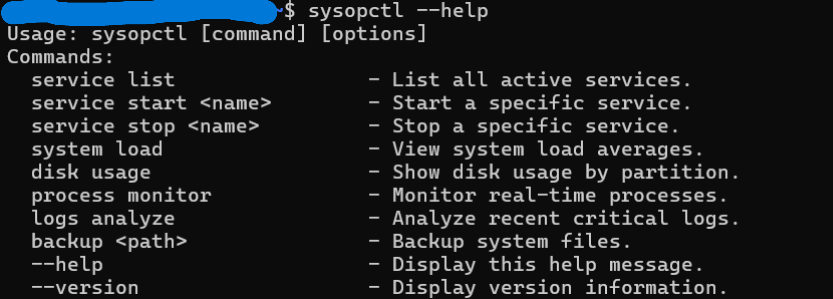 ~$ sysopctl --help
Usage: sysopctl [command] [options]
Commands:
  service list                - List all active services.
  service start <name>        - Start a specific service.
  service stop <name>         - Stop a specific service.
  system load                 - View system load averages.
  disk usage                  - Show disk usage by partition.
  process monitor             - Monitor real-time processes.
  logs analyze                - Analyze recent critical logs.
  backup <path>               - Backup system files.
  --help                      - Display this help message.
  --version                   - Display version information.